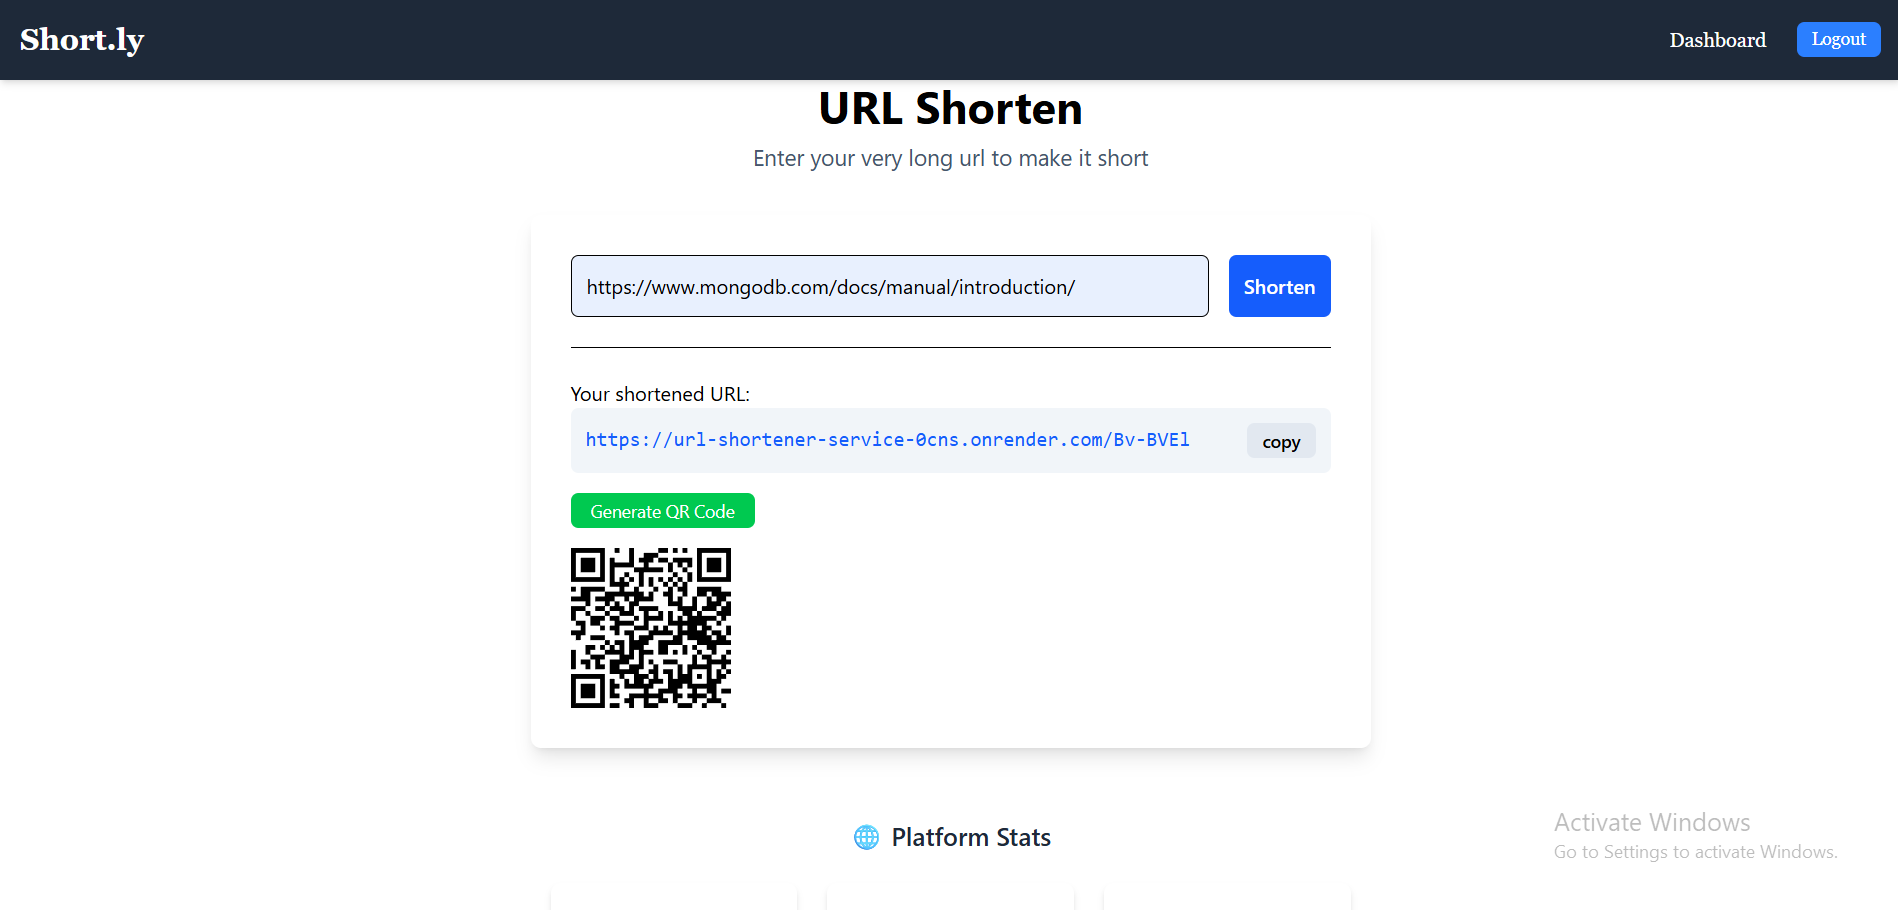 Short.ly
Dashboard
Logout
URL Shorten
Enter your very long url to make it short
https://www.mongodb.com/docs/manual/introduction/
Shorten
Your shortened URL:
https://url-shortener-service-0cns.onrender.com/Bv-BVEl
copy
Generate QR Code
🌐 Platform Stats
Activate Windows
Go to Settings to activate Windows.